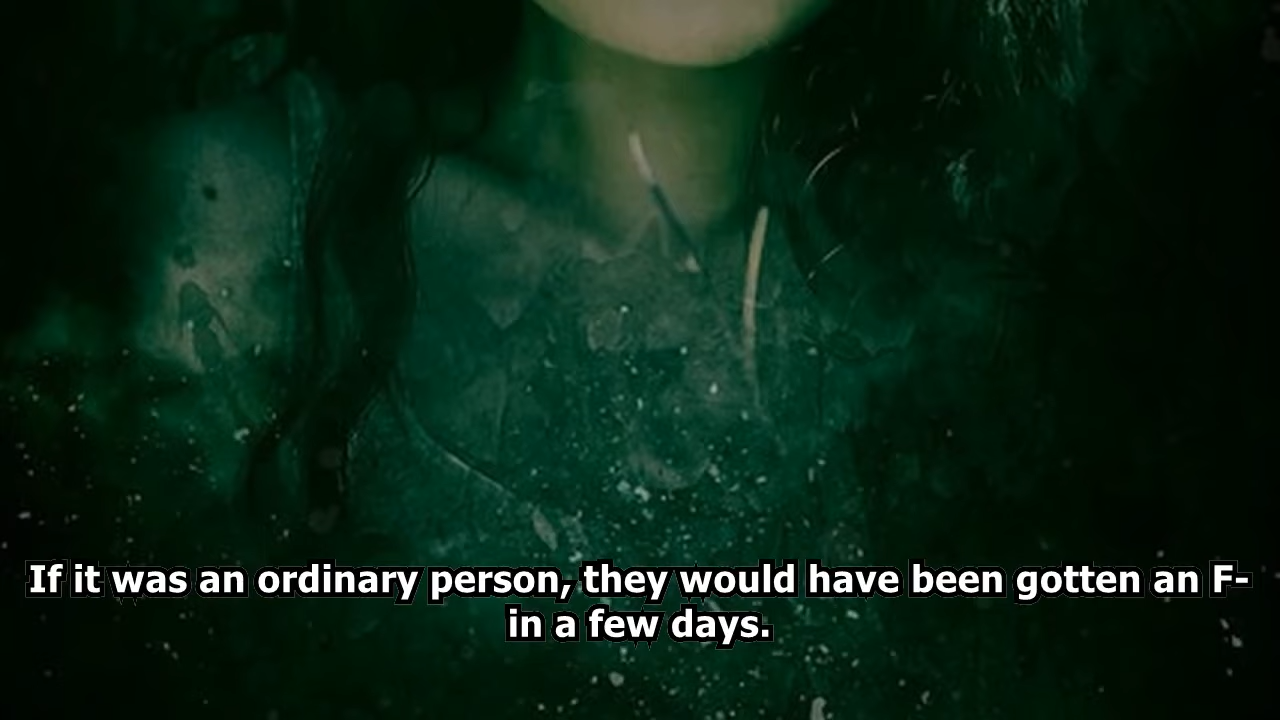 If it was an ordinary person, they would have been gotten an F-
in a few days.